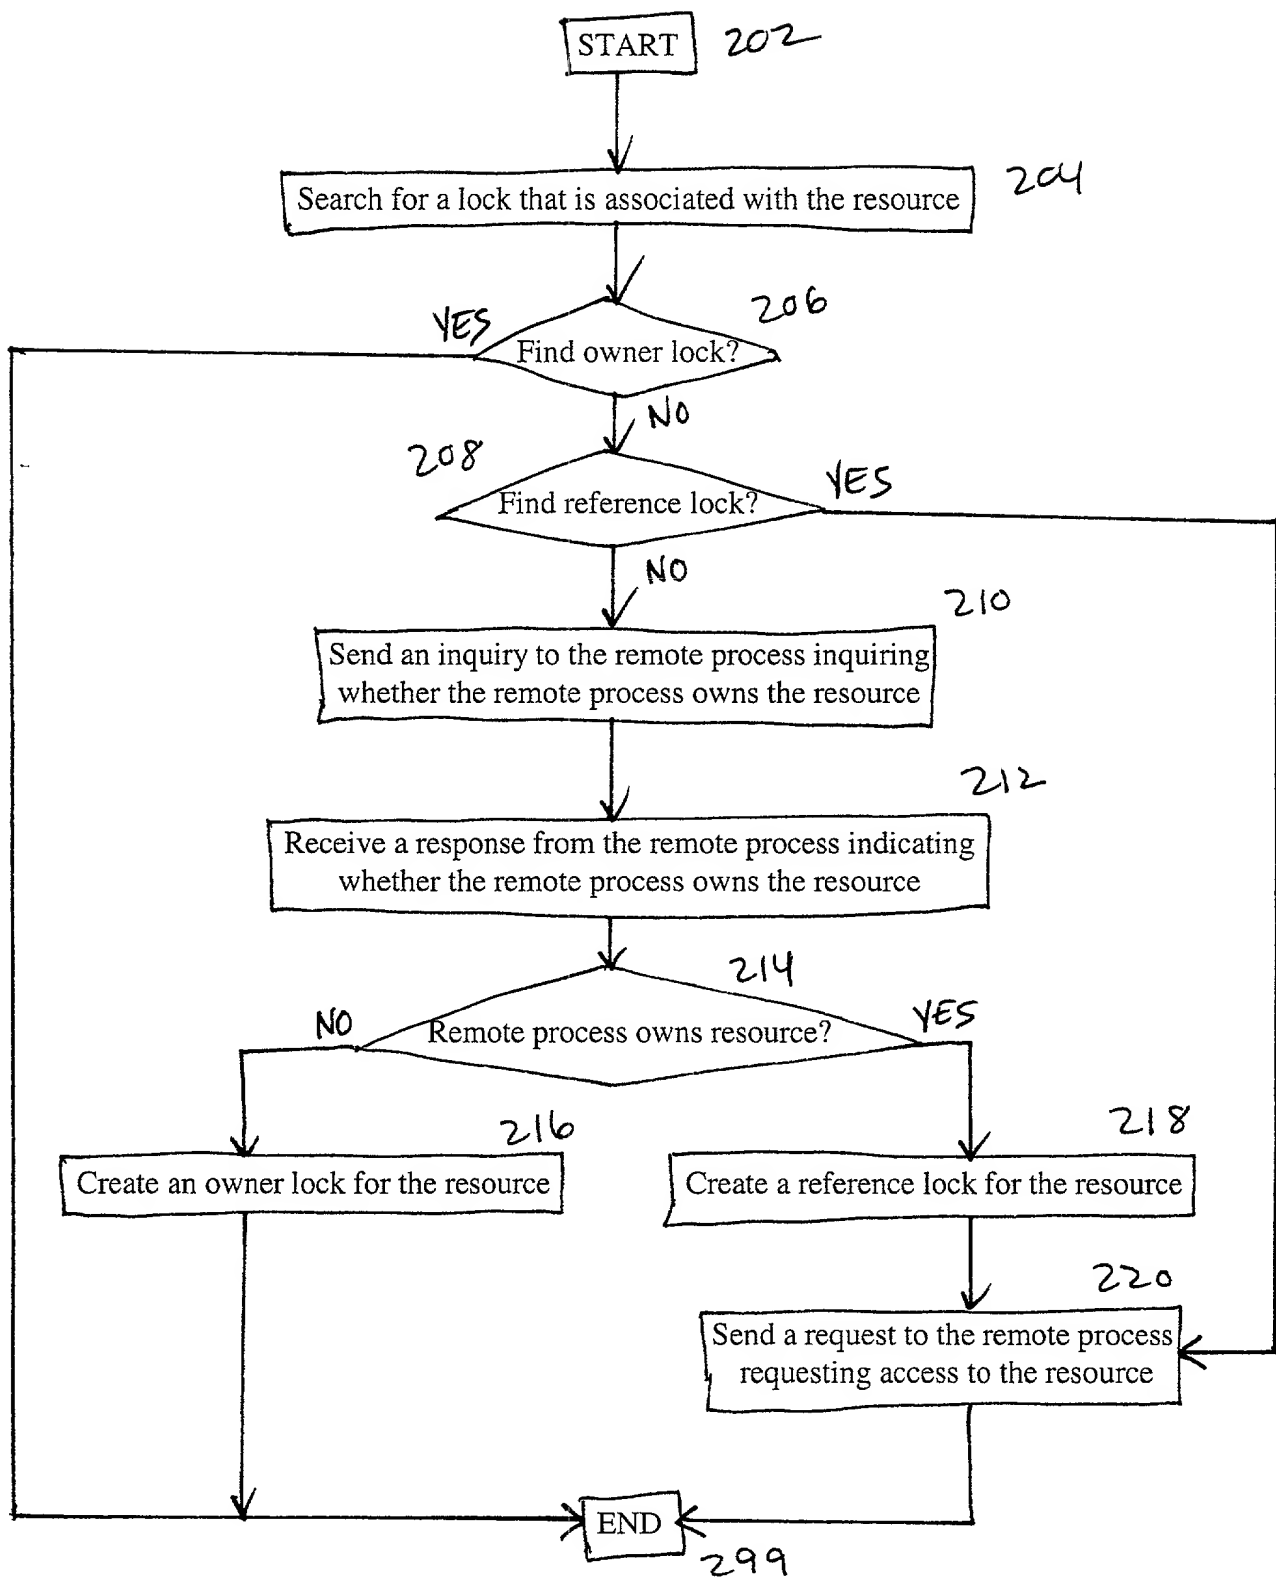 START 202
Search for a lock that is associated with the resource 204
206
YES
Find owner lock?
NO
208
YES
Find reference lock?
NO
210
Send an inquiry to the remote process inquiring
whether the remote process owns the resource
212
Receive a response from the remote process indicating
whether the remote process owns the resource
214
NO
YES
Remote process owns resource?
216
218
Create an owner lock for the resource
Create a reference lock for the resource
220
Send a request to the remote process
requesting access to the resource
END
299